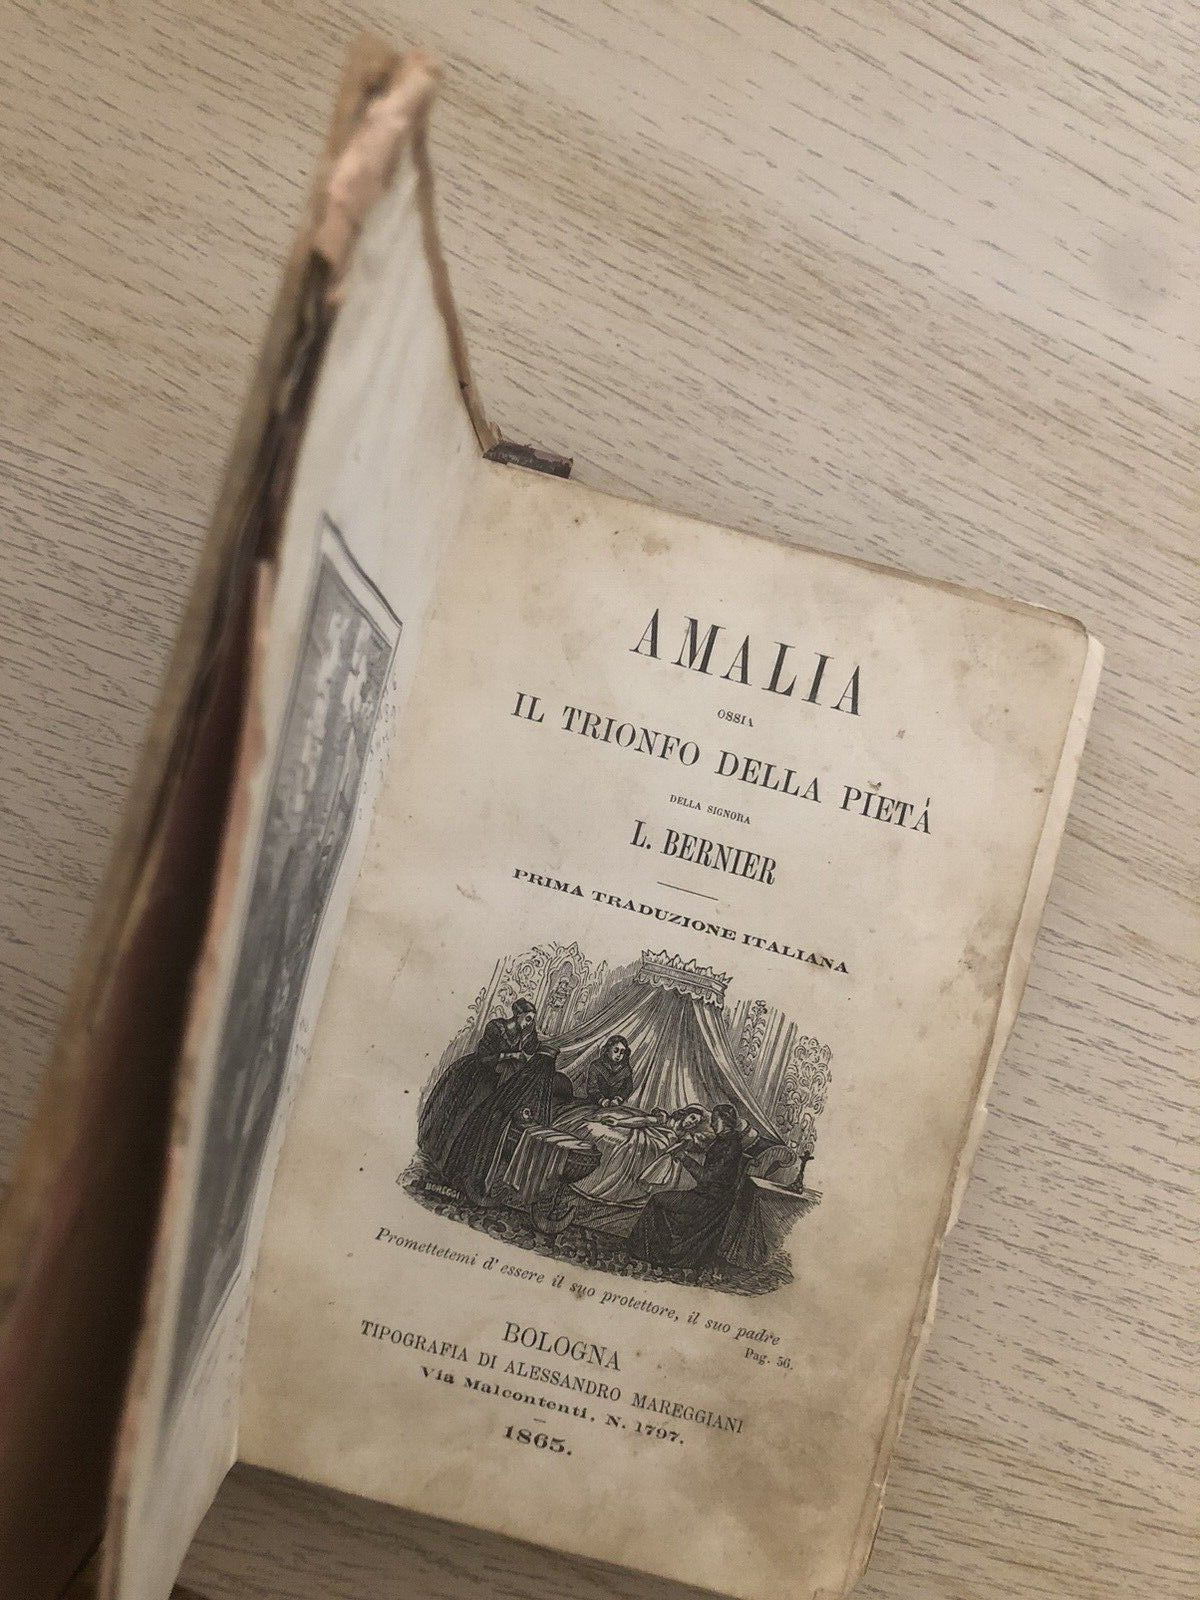 AMALIA
OSSIA
IL TRIONFO DELLA PIETÁ
DELLA SIGNORA
L. BERNIER
PRIMA TRADUZIONE ITALIANA
BOREGGI
Promettetemi d' essere il suo protettore, il suo padre
Pag. 56.
BOLOGNA
TIPOGRAFIA DI ALESSANDRO MAREGGIANI
Via Malcontenti, N. 1797.
1865.